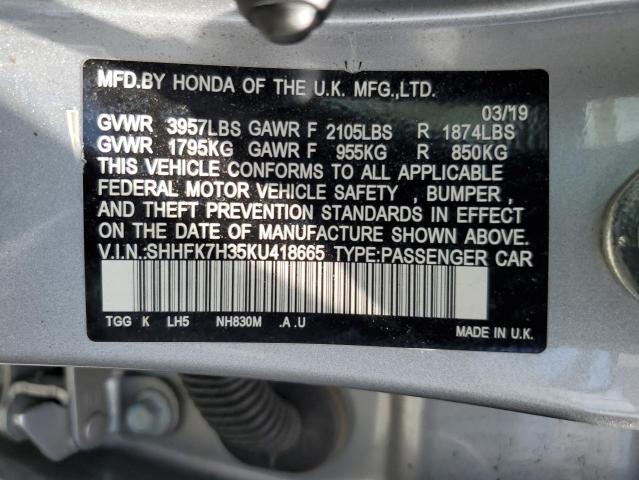 MFD.BY HONDA OF THE U.K. MFG.,LTD.
03/19
GVWR 3957LBS GAWR F 2105LBS R 1874LBS
GVWR 1795KG GAWR F 955KG R 850KG
THIS VEHICLE CONFORMS TO ALL APPLICABLE
FEDERAL MOTOR VEHICLE SAFETY , BUMPER ,
AND THEFT PREVENTION STANDARDS IN EFFECT
ON THE DATE OF MANUFACTURE SHOWN ABOVE.
V.I.N.:SHHFK7H35KU418665 TYPE:PASSENGER CAR
TGG K LH5 NH830M .A .U
MADE IN U.K.